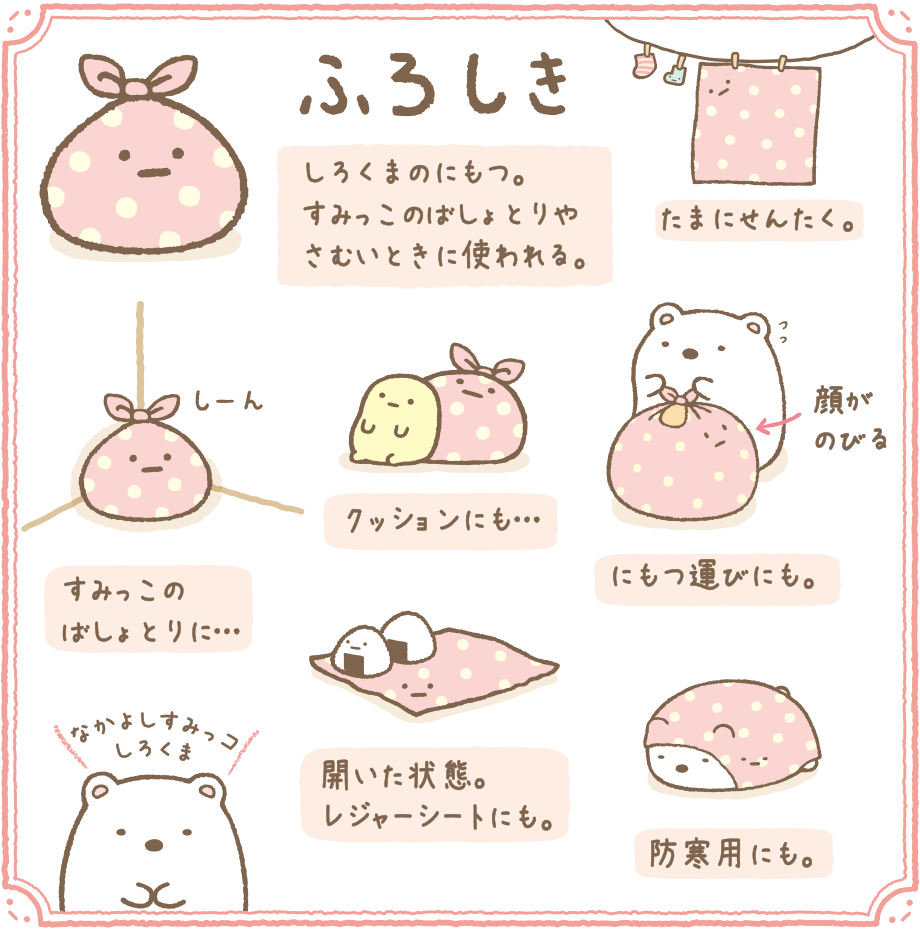 ふろしき
しろくまのにもつ。
すみっこのばしょとりや
さむいときに使われる。
たまにせんたく。
しーん
すみっこの
ばしょとりに…
クッションにも…
顔が
のびる
にもつ運びにも。
なかよしすみっコ
しろくま
開いた状態。
レジャーシートにも。
防寒用にも。